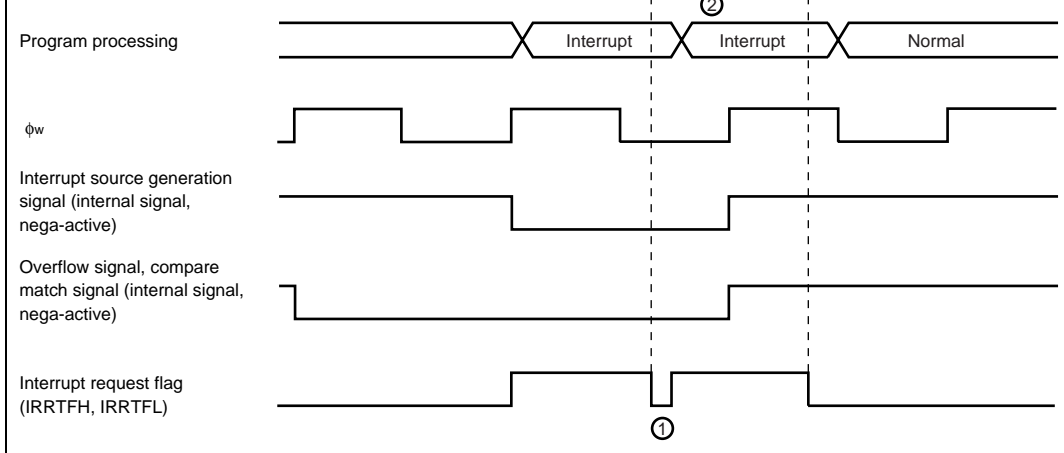 ②
Program processing
Interrupt Interrupt Normal
φw
Interrupt source generation
signal (internal signal,
nega-active)
Overflow signal, compare
match signal (internal signal,
nega-active)
Interrupt request flag
(IRRTFH, IRRTFL)
①